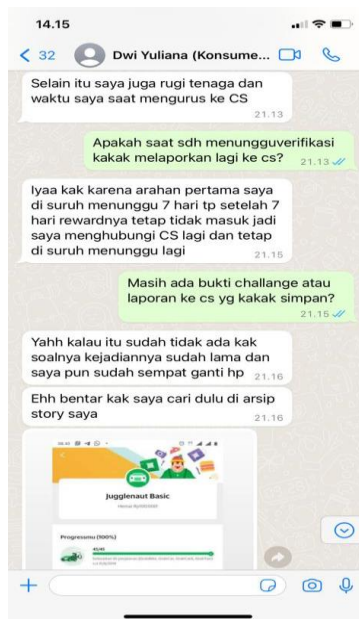 14.15
32 Dwi Yuliana (Konsume...
Selain itu saya juga rugi tenaga dan
waktu saya saat mengurus ke CS
21.13
Apakah saat sdh menungguverifikasi
kakak melaporkan lagi ke cs? 21.13
Iyaa kak karena arahan pertama saya
di suruh menunggu 7 hari tp setelah 7
hari rewardnya tetap tidak masuk jadi
saya menghubungi CS lagi dan tetap
di suruh menunggu lagi
21.15
Masih ada bukti challange atau
laporan ke cs yg kakak simpan?
21.15
Yahh kalau itu sudah tidak ada kak
soalnya kejadiannya sudah lama dan
saya pun sudah sempat ganti hp 21.16
Ehh bentar kak saya cari dulu di arsip
story saya
21.16
Jugglenaut Basic
Progressmu (100%)